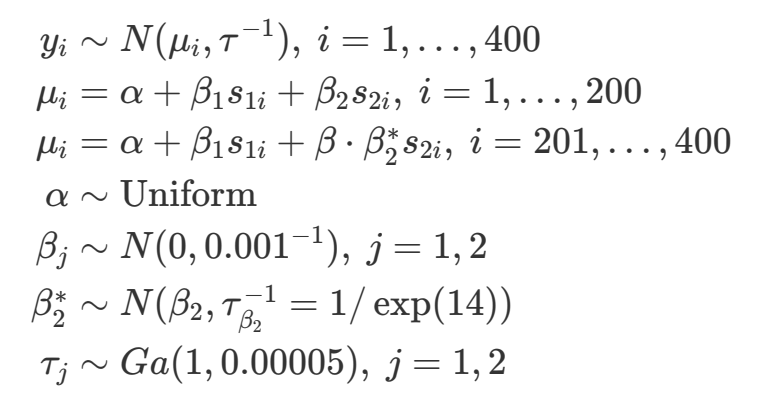 y_i ∼ N(μ_i, τ^{−1}), i = 1, …, 400
μ_i = α + β_1 s_{1i} + β_2 s_{2i}, i = 1, …, 200
μ_i = α + β_1 s_{1i} + β · β_2^* s_{2i}, i = 201, …, 400
α ∼ Uniform
β_j ∼ N(0, 0.001^{−1}), j = 1, 2
β_2^* ∼ N(β_2, τ_{β_2}^{−1} = 1/ exp(14))
τ_j ∼ Ga(1, 0.00005), j = 1, 2